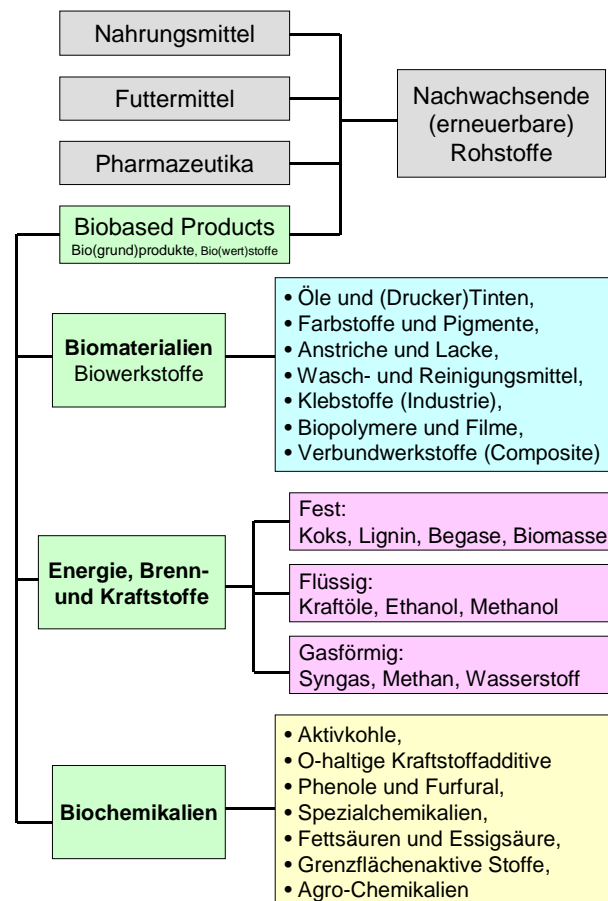 Nahrungsmittel
Futtermittel
Pharmazeutika
Nachwachsende
(erneuerbare)
Rohstoffe
Biobased Products
Bio(grund)produkte, Bio(wert)stoffe
Biomaterialien
Biowerkstoffe
• Öle und (Drucker)Tinten,
• Farbstoffe und Pigmente,
• Anstriche und Lacke,
• Wasch- und Reinigungsmittel,
• Klebstoffe (Industrie),
• Biopolymere und Filme,
• Verbundwerkstoffe (Composite)
Energie, Brenn-
und Kraftstoffe
Fest:
Koks, Lignin, Begase, Biomasse
Flüssig:
Kraftöle, Ethanol, Methanol
Gasförmig:
Syngas, Methan, Wasserstoff
Biochemikalien
• Aktivkohle,
• O-haltige Kraftstoffadditive
• Phenole und Furfural,
• Spezialchemikalien,
• Fettsäuren und Essigsäure,
• Grenzflächenaktive Stoffe,
• Agro-Chemikalien